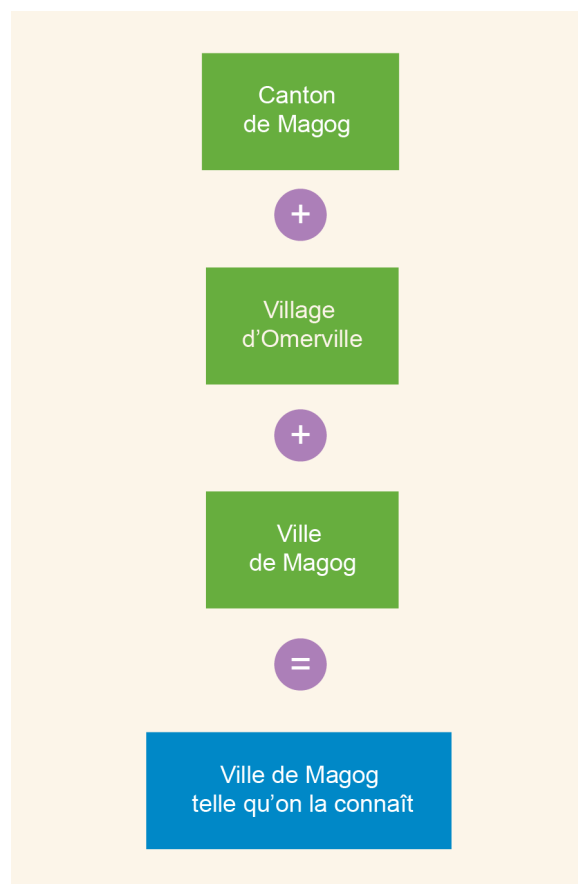 Canton
de Magog
+
Village
d’Omerville
+
Ville
de Magog
=
Ville de Magog
telle qu’on la connaît